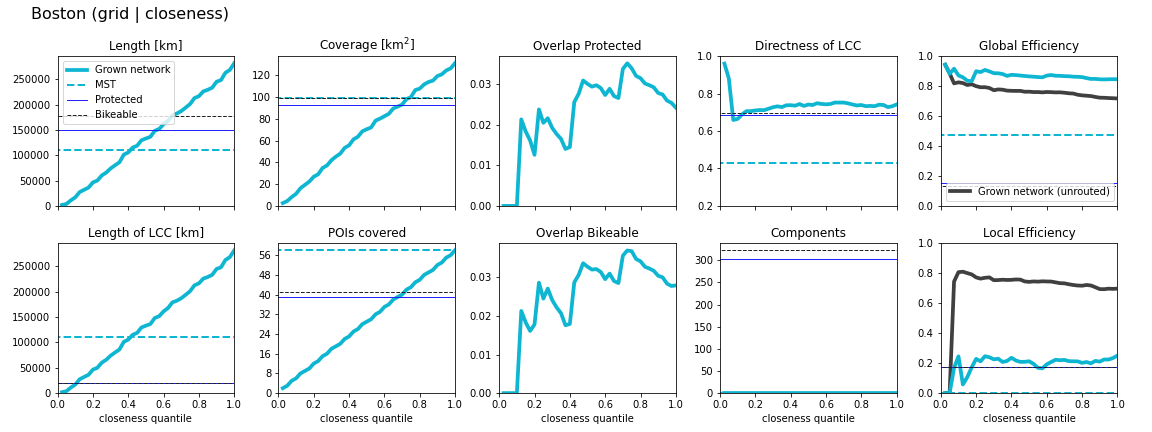 Boston (grid | closeness)
Length [km]
Coverage [km²]
Overlap Protected
Directness of LCC
Global Efficiency
250000
200000
150000
100000
50000
0
Grown network
MST
Protected
Bikeable
120
100
80
60
40
20
0
0.03
0.02
0.01
0.00
1.0
0.8
0.6
0.4
0.2
1.0
0.8
0.6
0.4
0.2
0.0
Grown network (unrouted)
Length of LCC [km]
POIs covered
Overlap Bikeable
Components
Local Efficiency
250000
200000
150000
100000
50000
0
56
48
40
32
24
16
8
0
0.03
0.02
0.01
0.00
300
250
200
150
100
50
0
1.0
0.8
0.6
0.4
0.2
0.0
0.0 0.2 0.4 0.6 0.8 1.0
0.0 0.2 0.4 0.6 0.8 1.0
0.0 0.2 0.4 0.6 0.8 1.0
0.0 0.2 0.4 0.6 0.8 1.0
0.0 0.2 0.4 0.6 0.8 1.0
closeness quantile
closeness quantile
closeness quantile
closeness quantile
closeness quantile